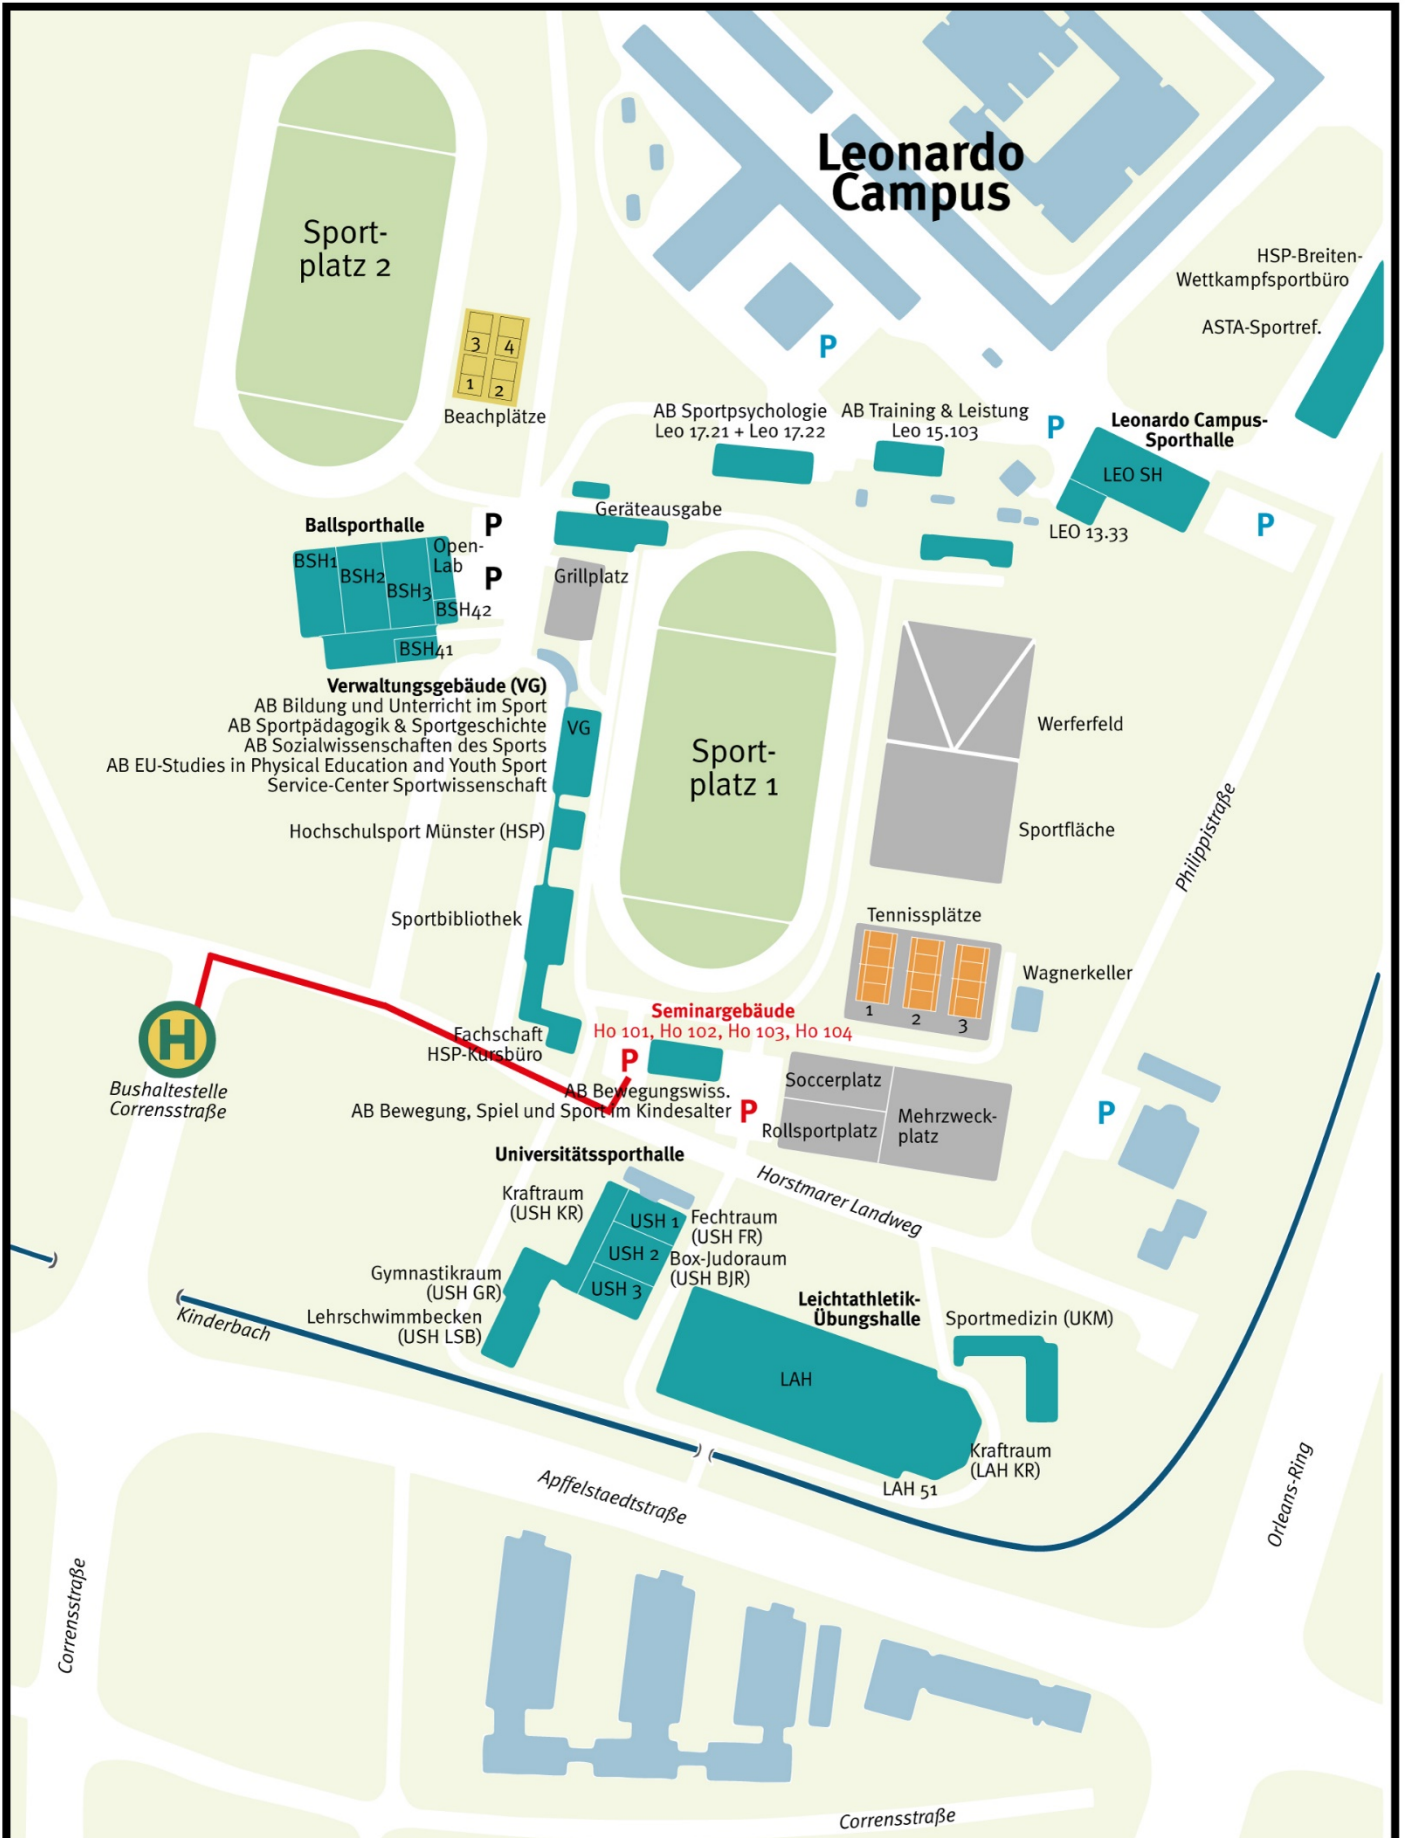 Leonardo
Campus
Sport-
platz 2
HSP-Breiten-
Wettkampfsportbüro
ASTA-Sportref.
P
3
4
1
2
Beachplätze
AB Sportpsychologie
Leo 17.21 + Leo 17.22
AB Training & Leistung
Leo 15.103
P
Leonardo Campus-
Sporthalle
LEO SH
LEO 13.33
P
Geräteausgabe
Ballsporthalle
P
P
BSH1
BSH2
BSH3
Open-
Lab
BSH42
BSH41
Grillplatz
Verwaltungsgebäude (VG)
AB Bildung und Unterricht im Sport
AB Sportpädagogik & Sportgeschichte
AB Sozialwissenschaften des Sports
AB EU-Studies in Physical Education and Youth Sport
Service-Center Sportwissenschaft
VG
Sport-
platz 1
Werferfeld
Sportfläche
Philippistraße
Hochschulsport Münster (HSP)
Sportbibliothek
Tennissplätze
1
2
3
Wagnerkeller
Seminargebäude
Ho 101, Ho 102, Ho 103, Ho 104
Fachschaft
HSP-Kursbüro
P
H
Bushaltestelle
Corrensstraße
AB Bewegungswiss.
AB Bewegung, Spiel und Sport im Kindesalter
P
Soccerplatz
Rollsportplatz
Mehrzweck-
platz
P
Universitätssporthalle
Horstmarer Landweg
Kraftraum
(USH KR)
USH 1
USH 2
USH 3
Fechtraum
(USH FR)
Box-Judoraum
(USH BJR)
Gymnastikraum
(USH GR)
Lehrschwimmbecken
(USH LSB)
Kinderbach
Leichtathletik-
Übungshalle
Sportmedizin (UKM)
LAH
Kraftraum
(LAH KR)
LAH 51
Apffelstaedtstraße
Orleans-Ring
Corrensstraße
Corrensstraße